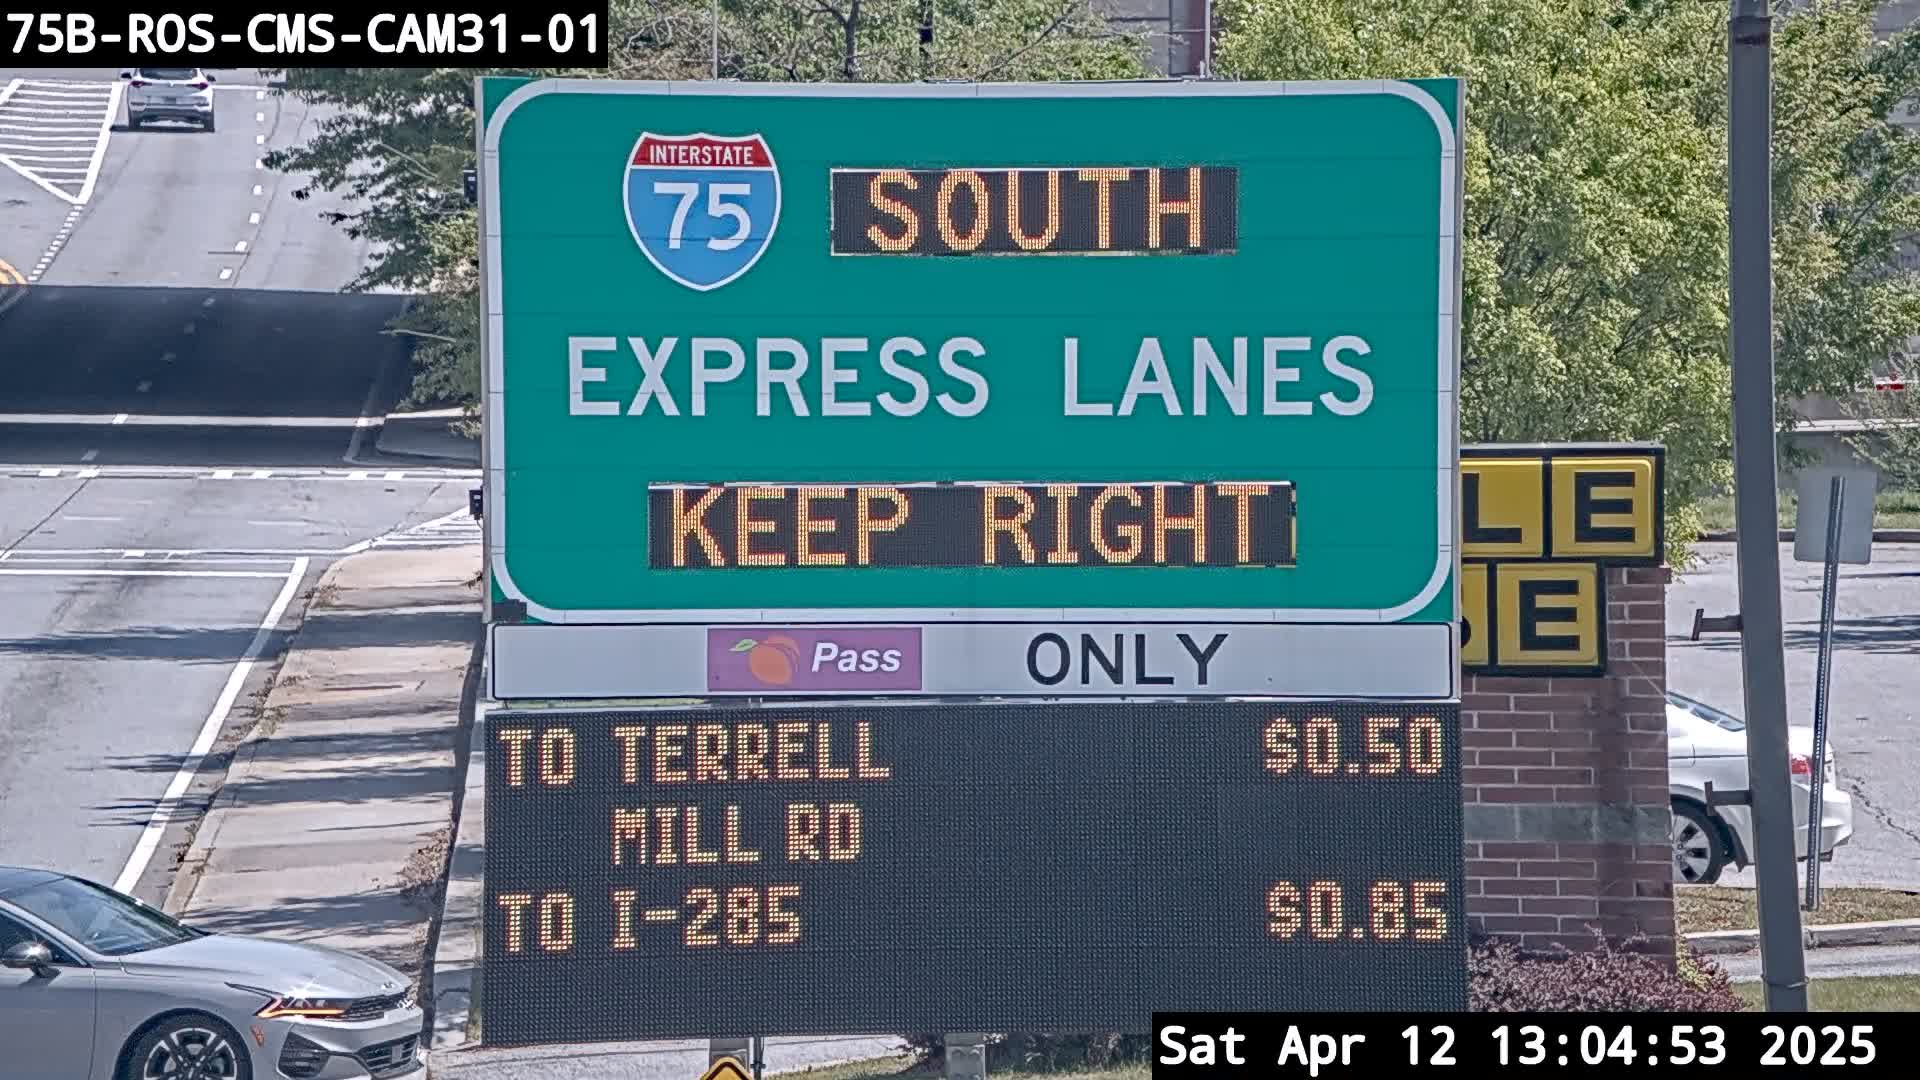 75B-ROS-CMS-CAM31-01
INTERSTATE
75
SOUTH
EXPRESS LANES
KEEP RIGHT
Pass ONLY
TO TERRELL $0.50
MILL RD
TO I-285 $0.85
LE
E
Sat Apr 12 13:04:53 2025